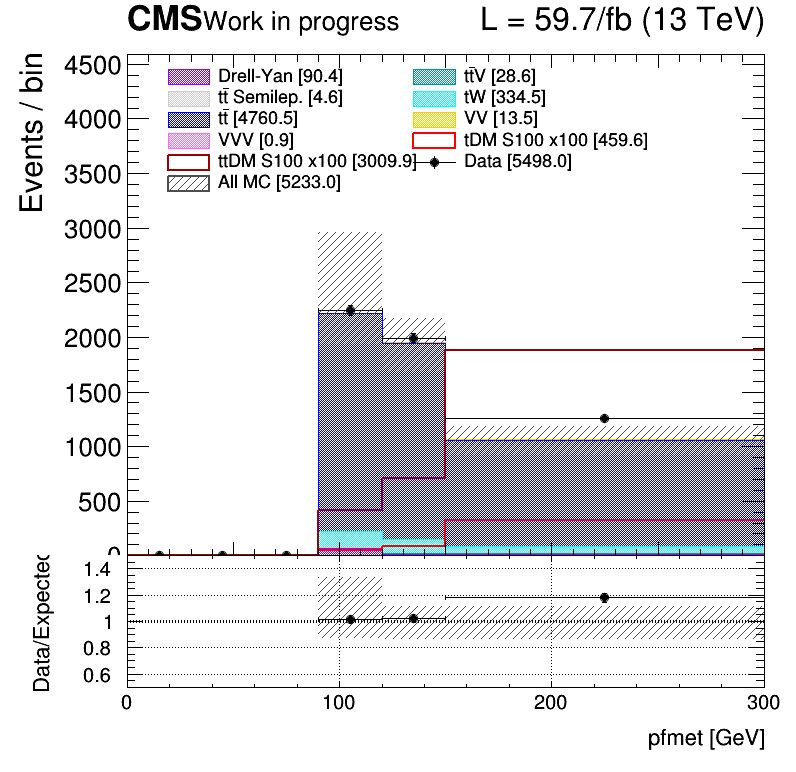 CMS Work in progress L = 59.7/fb (13 TeV)
Events / bin
4500
4000
3500
3000
2500
2000
1500
1000
500
0
Drell-Yan [90.4] tt̄V [28.6]
tt̄ Semilep. [4.6] tW [334.5]
tt̄ [4760.5] VV [13.5]
VVV [0.9] tDM S100 x100 [459.6]
ttDM S100 x100 [3009.9] Data [5498.0]
All MC [5233.0]
Data/Expected
1.4
1.2
1
0.8
0.6
0 100 200 300
pfmet [GeV]